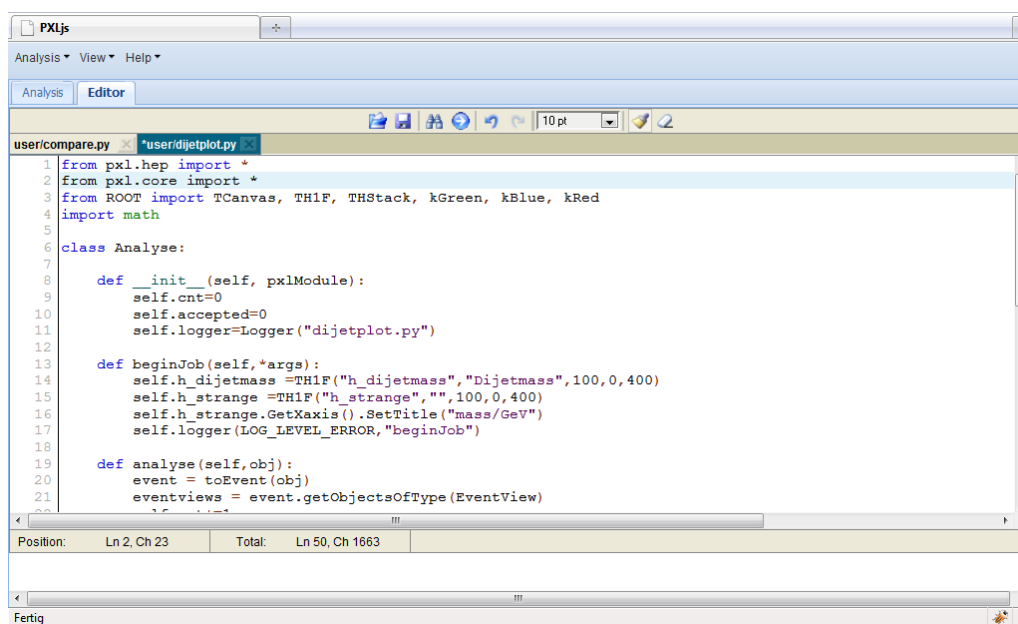 PXLjs
Analysis View Help
Analysis Editor
10 pt
user/compare.py *user/dijetplot.py
1 from pxl.hep import *
2 from pxl.core import *
3 from ROOT import TCanvas, TH1F, THStack, kGreen, kBlue, kRed
4 import math
5
6 class Analyse:
7
8     def __init__(self, pxlModule):
9         self.cnt=0
10         self.accepted=0
11         self.logger=Logger("dijetplot.py")
12
13     def beginJob(self,*args):
14         self.h_dijetmass =TH1F("h_dijetmass","Dijetmass",100,0,400)
15         self.h_strange =TH1F("h_strange","",100,0,400)
16         self.h_strange.GetXaxis().SetTitle("mass/GeV")
17         self.logger(LOG_LEVEL_ERROR,"beginJob")
18
19     def analyse(self,obj):
20         event = toEvent(obj)
21         eventviews = event.getObjectsOfType(EventView)
Position: Ln 2, Ch 23 Total: Ln 50, Ch 1663
Fertig